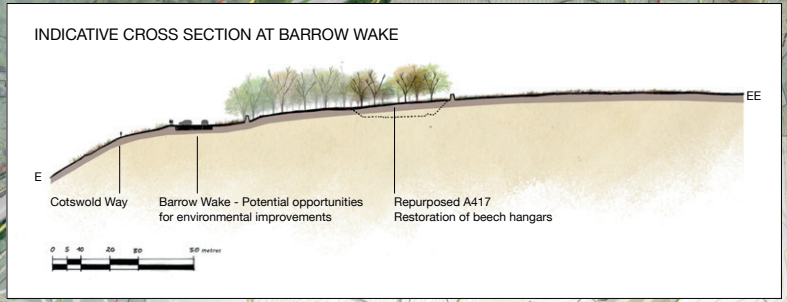 INDICATIVE CROSS SECTION AT BARROW WAKE
EE
E
Cotswold Way
Barrow Wake - Potential opportunities
for environmental improvements
Repurposed A417
Restoration of beech hangars
0 5 10 20 30 50 metres